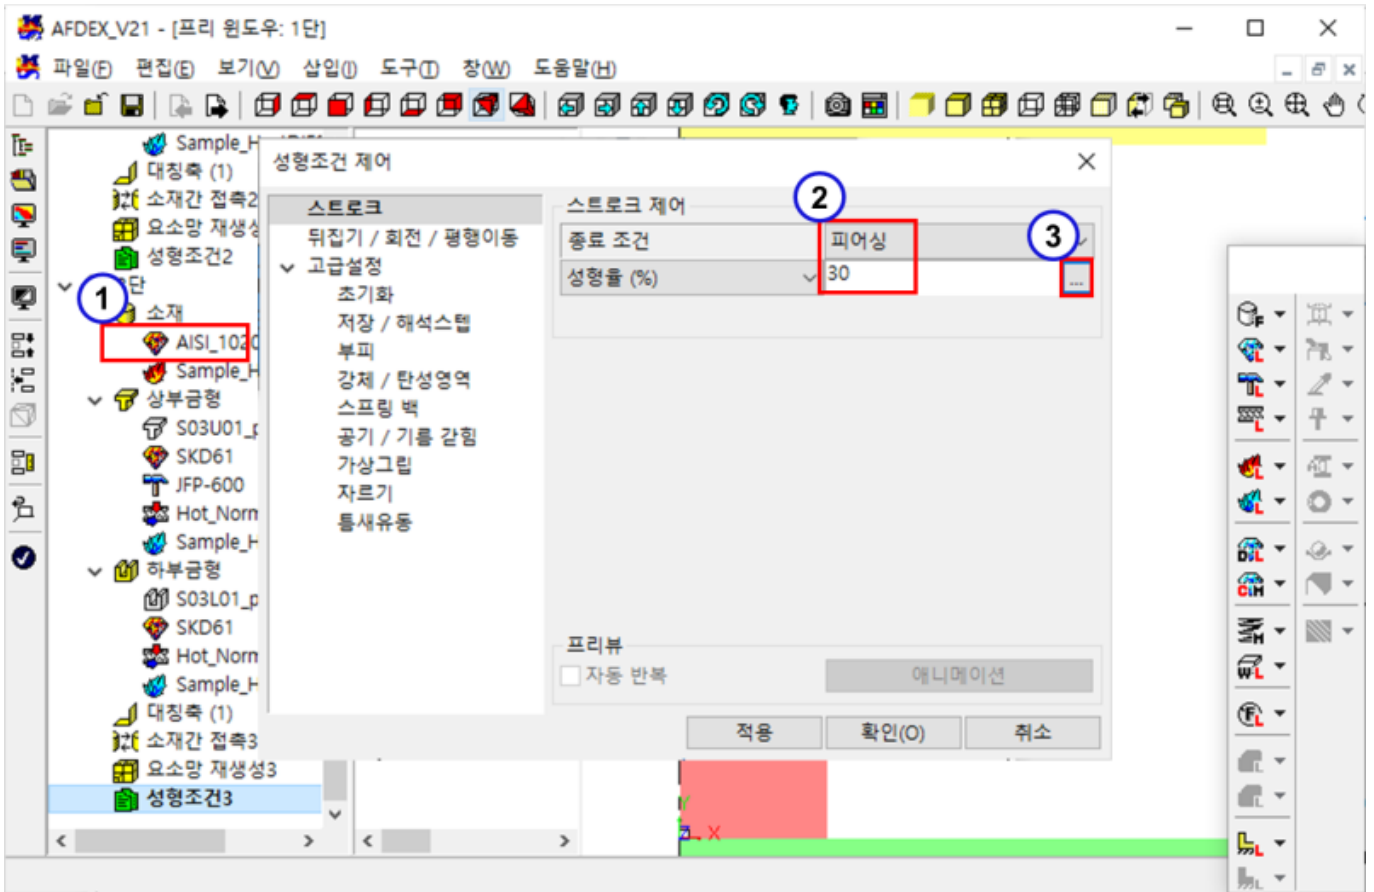 AFDEX_V21 - [프리 윈도우: 1단]
파일(F) 편집(E) 보기(V) 삽입(I) 도구(T) 창(W) 도움말(H)
Sample_H
대칭축 (1)
소재간 접촉2
요소망 재생성
성형조건2
단
소재
AISI_1020
Sample_H
상부금형
S03U01_p
SKD61
JFP-600
Hot_Norm
Sample_H
하부금형
S03L01_p
SKD61
Hot_Norm
Sample_H
대칭축 (1)
소재간 접촉3
요소망 재생성3
성형조건3
성형조건 제어
스트로크
뒤집기 / 회전 / 평행이동
고급설정
초기화
저장 / 해석스텝
부피
강체 / 탄성영역
스프링 백
공기 / 기름 갇힘
가상그립
자르기
틈새유동
스트로크 제어
종료 조건 피어싱
성형율 (%) 30 ...
프리뷰
자동 반복 애니메이션
적용 확인(O) 취소
1
2
3
Y
Z X
F
L
L
L
L
L
DL
CIM
M
WL
FL
L
L
L
L